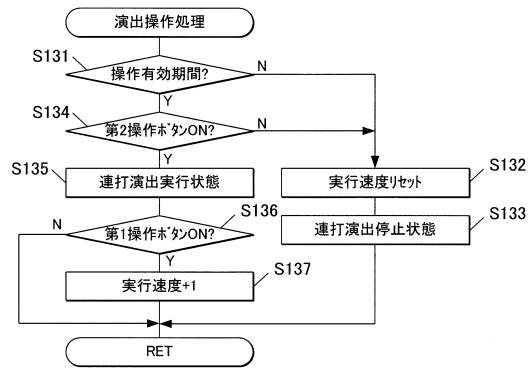 演出操作処理
S131
操作有効期間?
N
Y
S134
第2操作ボタンON?
N
Y
S135
連打演出実行状態
S132
実行速度リセット
S133
連打演出停止状態
S136
第1操作ボタンON?
N
Y
S137
実行速度+1
RET